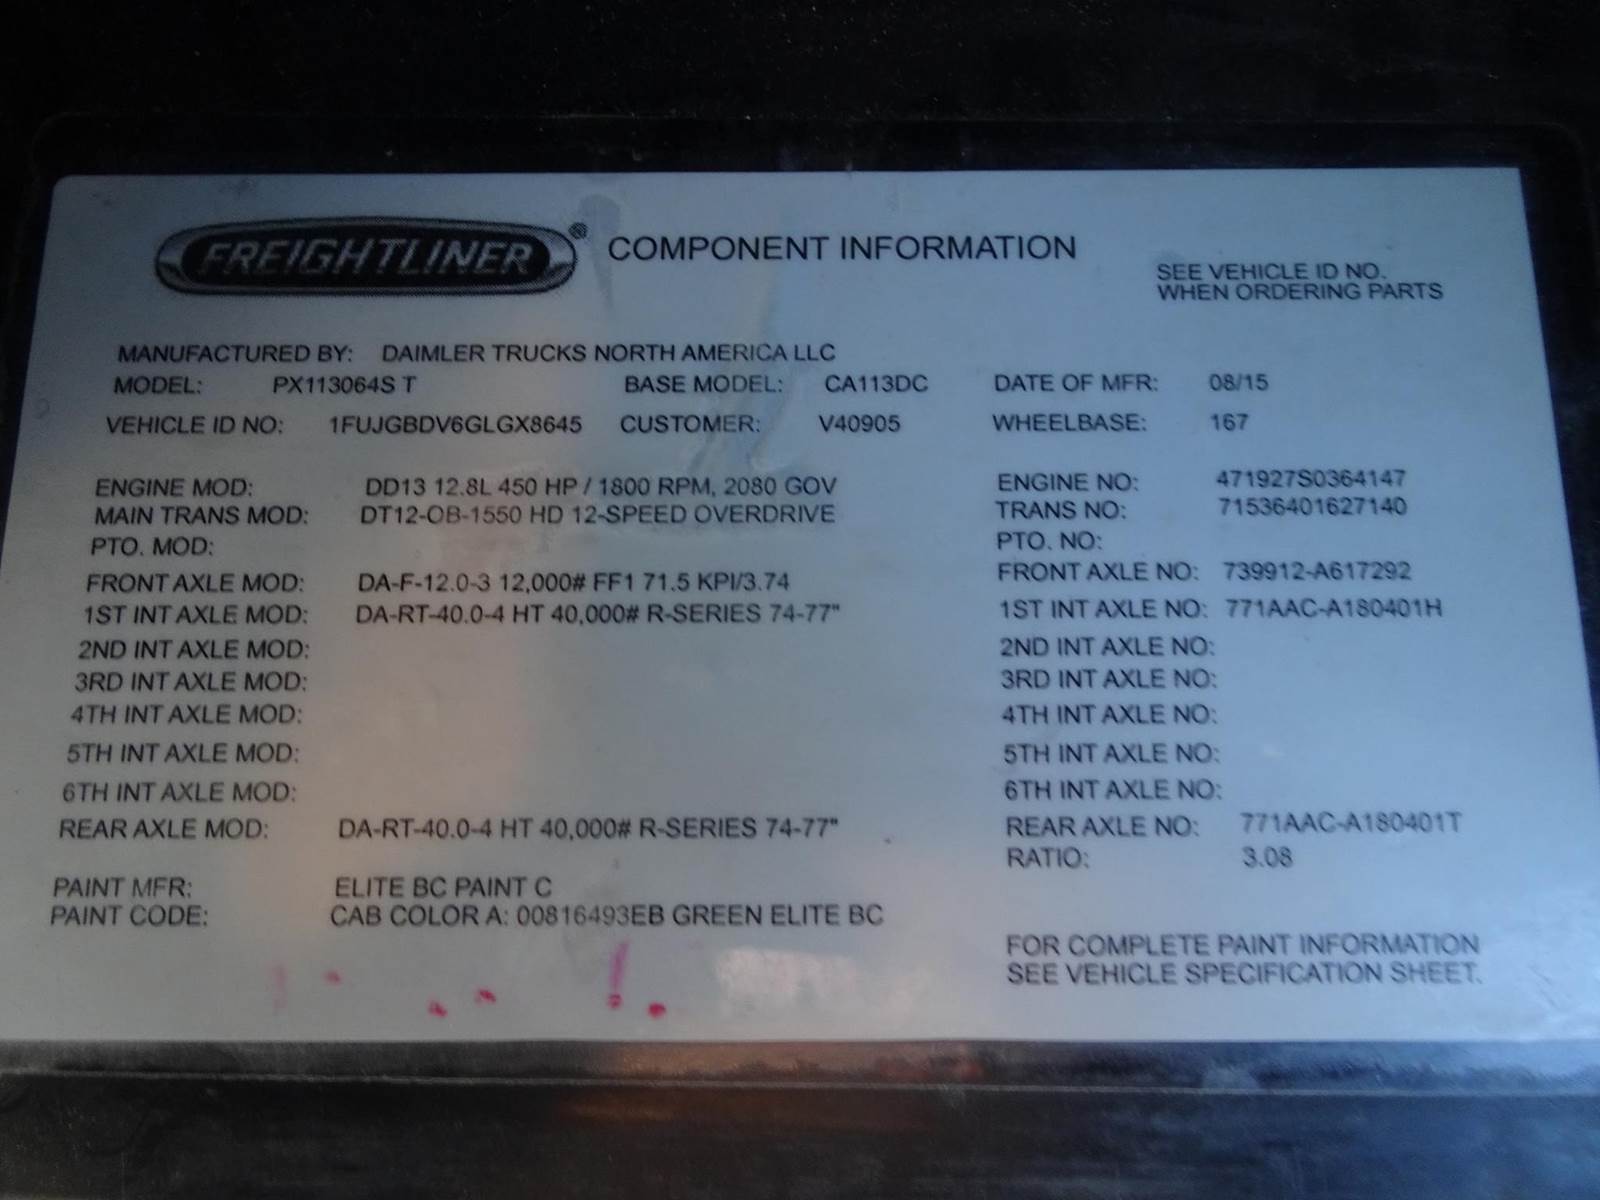 FREIGHTLINER® COMPONENT INFORMATION
SEE VEHICLE ID NO.
WHEN ORDERING PARTS
MANUFACTURED BY: DAIMLER TRUCKS NORTH AMERICA LLC
MODEL: PX113064S T BASE MODEL: CA113DC DATE OF MFR: 08/15
VEHICLE ID NO: 1FUJGBDV6GLGX8645 CUSTOMER: V40905 WHEELBASE: 167
ENGINE MOD: DD13 12.8L 450 HP / 1800 RPM, 2080 GOV ENGINE NO: 471927S0364147
MAIN TRANS MOD: DT12-OB-1550 HD 12-SPEED OVERDRIVE TRANS NO: 71536401627140
PTO. MOD: PTO. NO:
FRONT AXLE MOD: DA-F-12.0-3 12,000# FF1 71.5 KPI/3.74 FRONT AXLE NO: 739912-A617292
1ST INT AXLE MOD: DA-RT-40.0-4 HT 40,000# R-SERIES 74-77" 1ST INT AXLE NO: 771AAC-A180401H
2ND INT AXLE MOD: 2ND INT AXLE NO:
3RD INT AXLE MOD: 3RD INT AXLE NO:
4TH INT AXLE MOD: 4TH INT AXLE NO:
5TH INT AXLE MOD: 5TH INT AXLE NO:
6TH INT AXLE MOD: 6TH INT AXLE NO:
REAR AXLE MOD: DA-RT-40.0-4 HT 40,000# R-SERIES 74-77" REAR AXLE NO: 771AAC-A180401T
RATIO: 3.08
PAINT MFR: ELITE BC PAINT C
PAINT CODE: CAB COLOR A: 00816493EB GREEN ELITE BC
FOR COMPLETE PAINT INFORMATION
SEE VEHICLE SPECIFICATION SHEET.